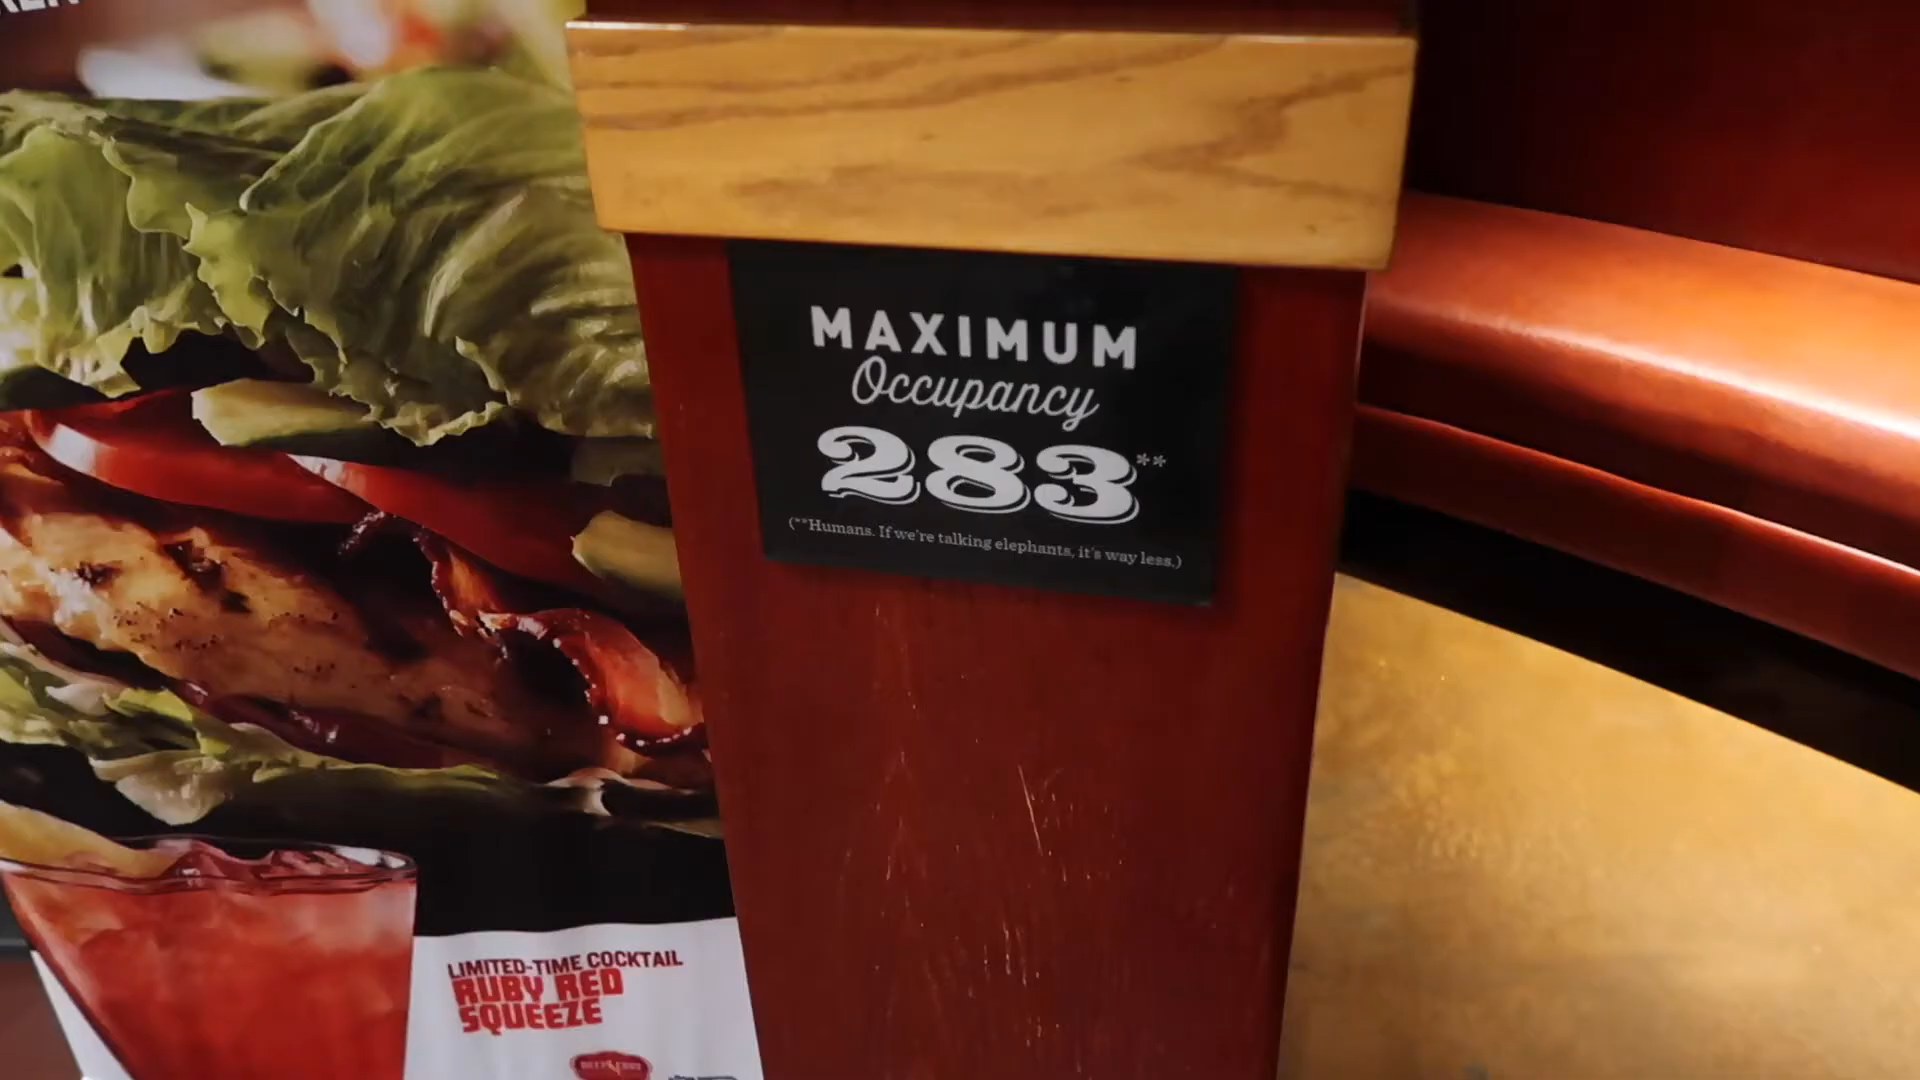 MAXIMUM
Occupancy
283**
(**Humans. If we're talking elephants, it's way less.)
LIMITED-TIME COCKTAIL
RUBY RED
SQUEEZE